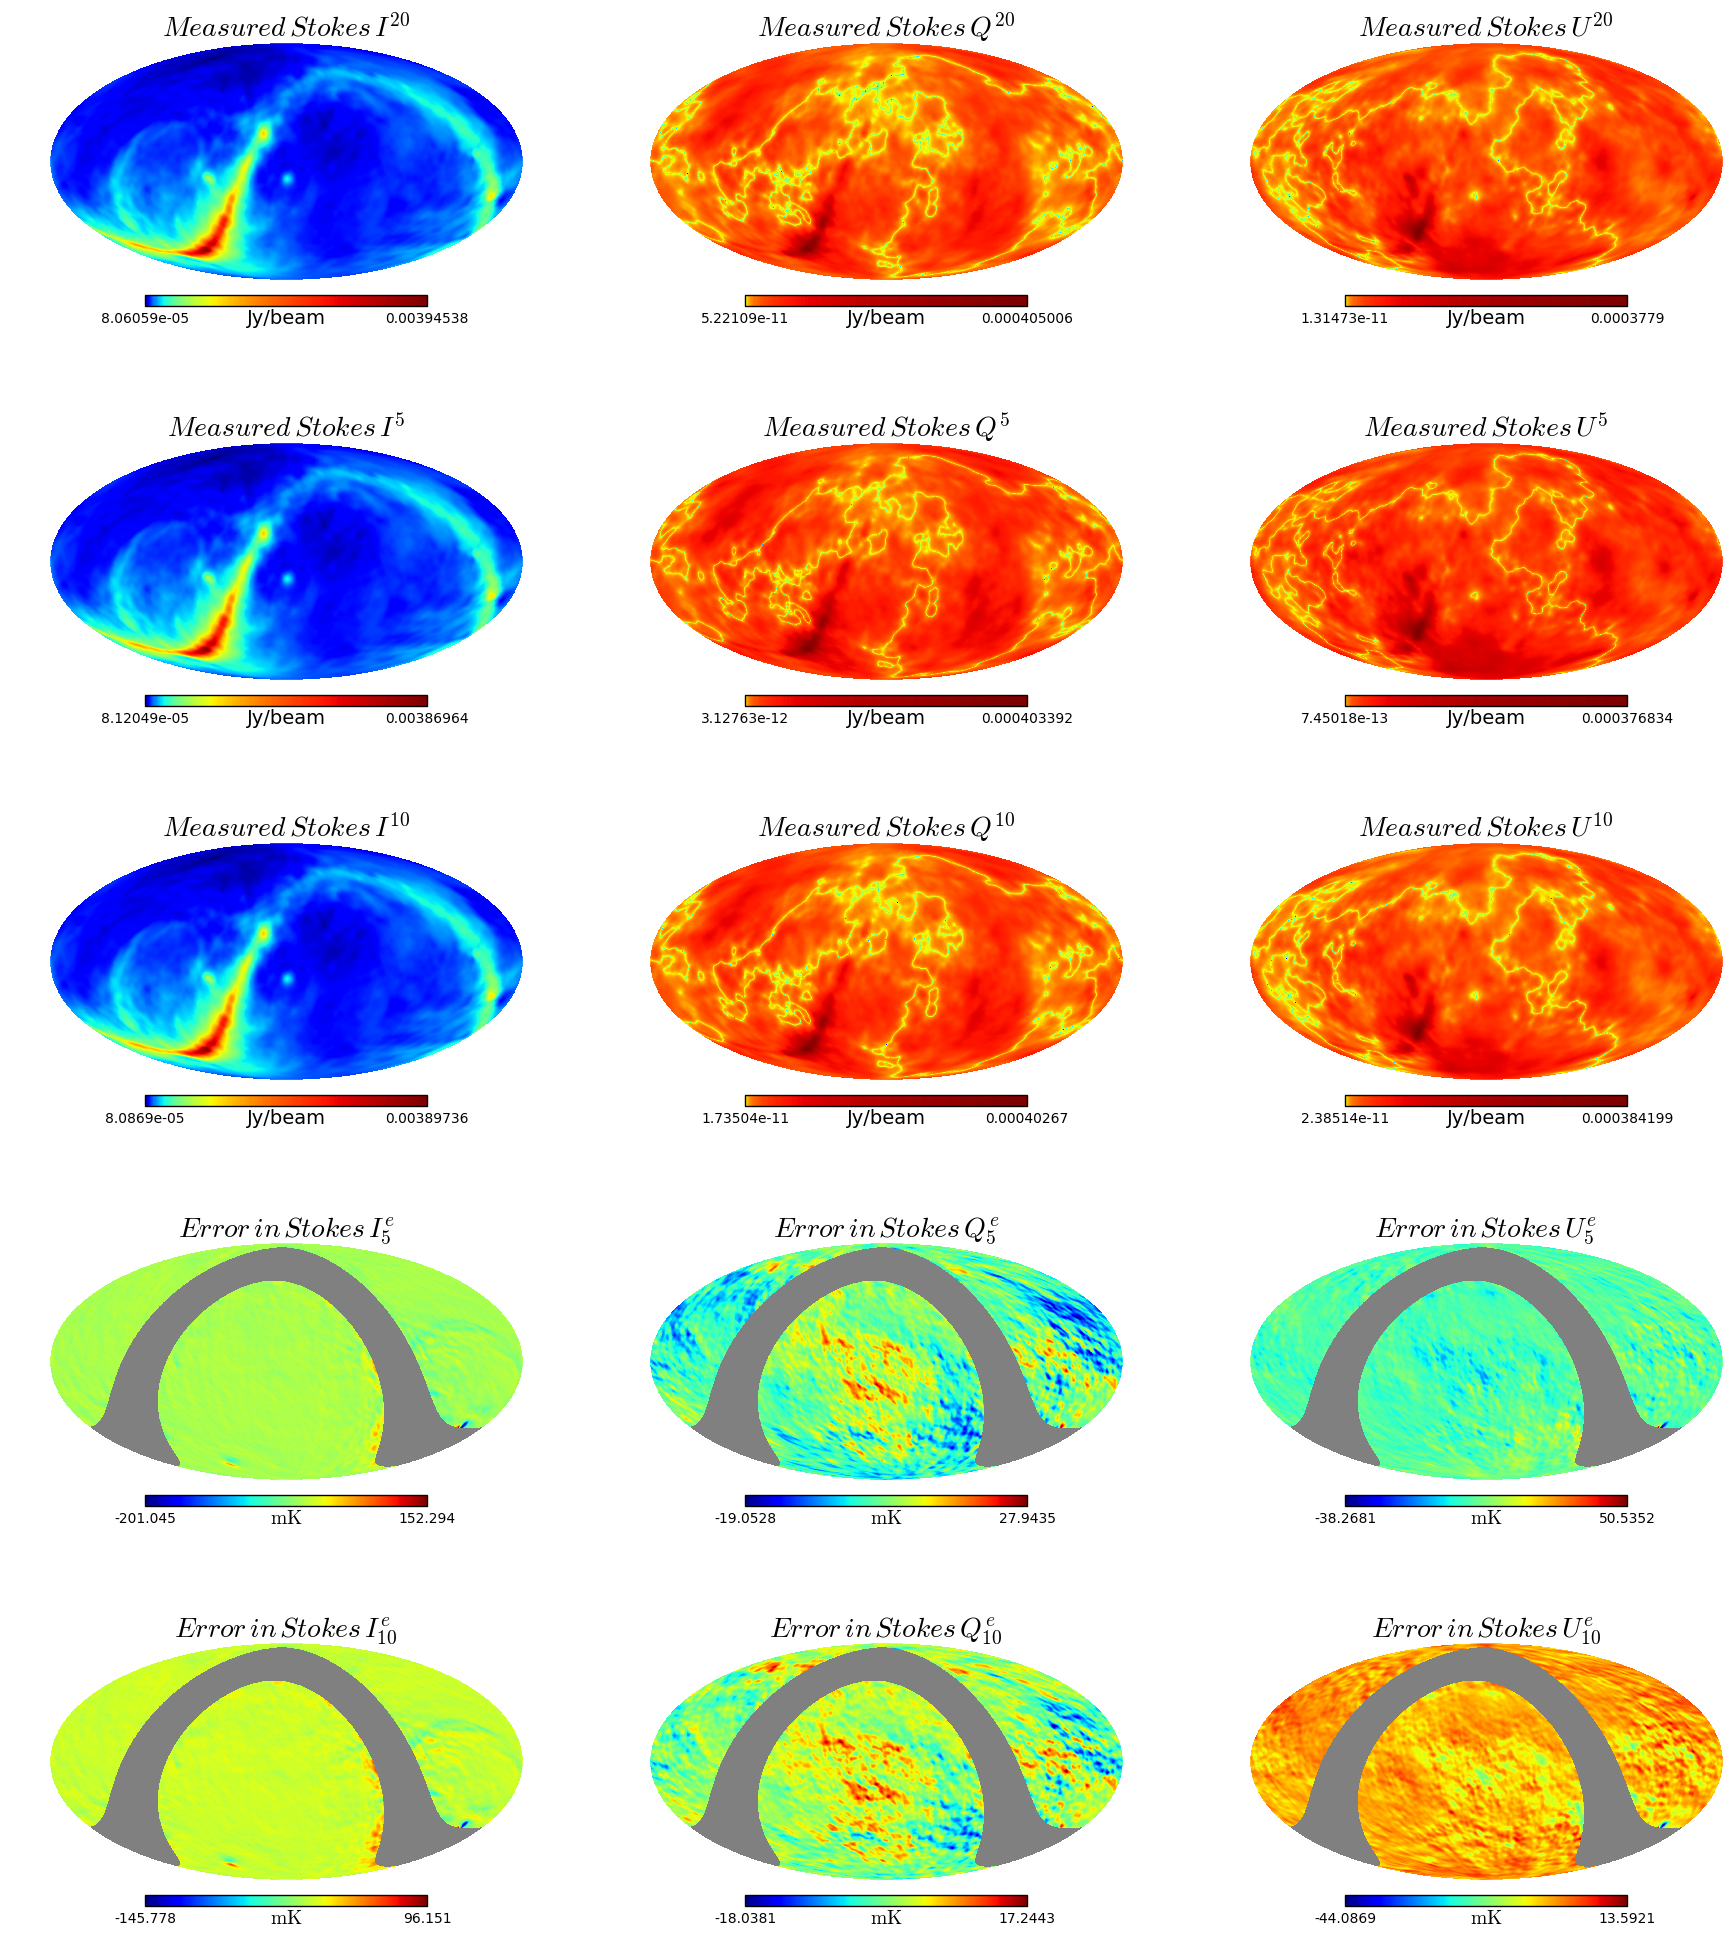 Measured Stokes I^20
Measured Stokes Q^20
Measured Stokes U^20
8.06059e-05 Jy/beam 0.00394538
5.22109e-11 Jy/beam 0.000405006
1.31473e-11 Jy/beam 0.0003779
Measured Stokes I^5
Measured Stokes Q^5
Measured Stokes U^5
8.12049e-05 Jy/beam 0.00386964
3.12763e-12 Jy/beam 0.000403392
7.45018e-13 Jy/beam 0.000376834
Measured Stokes I^10
Measured Stokes Q^10
Measured Stokes U^10
8.0869e-05 Jy/beam 0.00389736
1.73504e-11 Jy/beam 0.00040267
2.38514e-11 Jy/beam 0.000384199
Error in Stokes I_5^e
Error in Stokes Q_5^e
Error in Stokes U_5^e
-201.045 mK 152.294
-19.0528 mK 27.9435
-38.2681 mK 50.5352
Error in Stokes I_10^e
Error in Stokes Q_10^e
Error in Stokes U_10^e
-145.778 mK 96.151
-18.0381 mK 17.2443
-44.0869 mK 13.5921